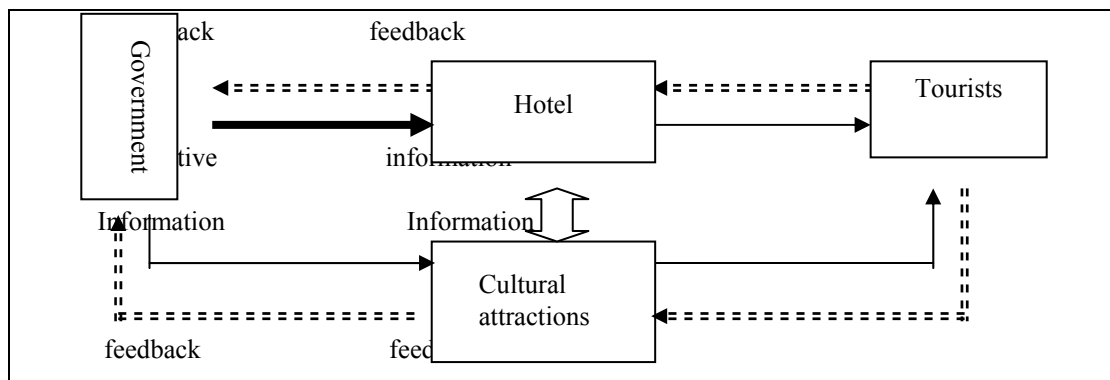 feedback
Government
Hotel
Tourists
information
Information Information
Cultural
attractions
feedback